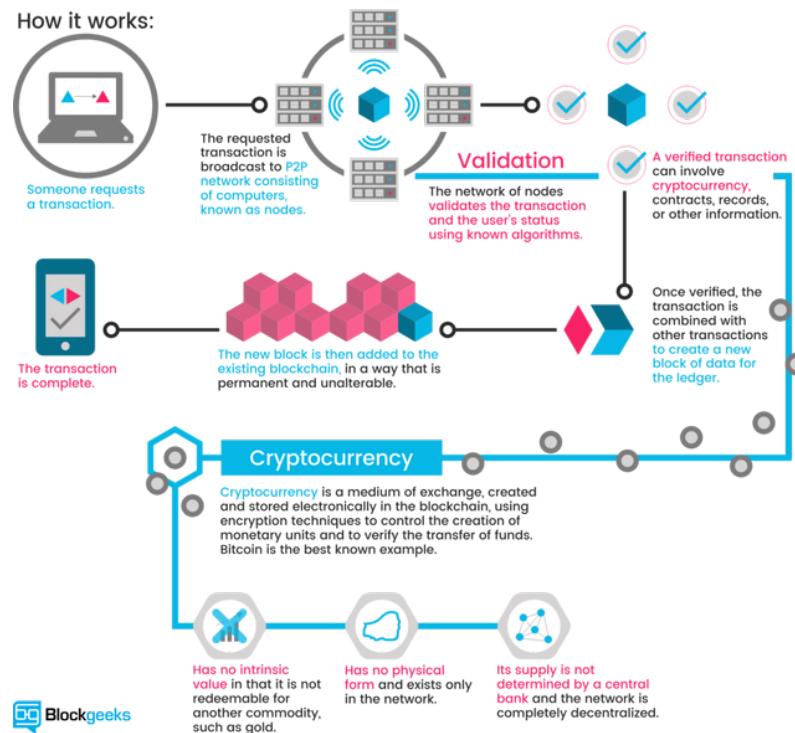 How it works:
Someone requests
a transaction.
The requested
transaction is
broadcast to P2P
network consisting
of computers,
known as nodes.
Validation
The network of nodes
validates the transaction
and the user's status
using known algorithms.
A verified transaction
can involve
cryptocurrency,
contracts, records,
or other information.
Once verified, the
transaction is
combined with
other transactions
to create a new
block of data for
the ledger.
The new block is then added to the
existing blockchain, in a way that is
permanent and unalterable.
The transaction
is complete.
Cryptocurrency
Cryptocurrency is a medium of exchange, created
and stored electronically in the blockchain, using
encryption techniques to control the creation of
monetary units and to verify the transfer of funds.
Bitcoin is the best known example.
Has no intrinsic
value in that it is not
redeemable for
another commodity,
such as gold.
Has no physical
form and exists only
in the network.
Its supply is not
determined by a central
bank and the network is
completely decentralized.
Blockgeeks